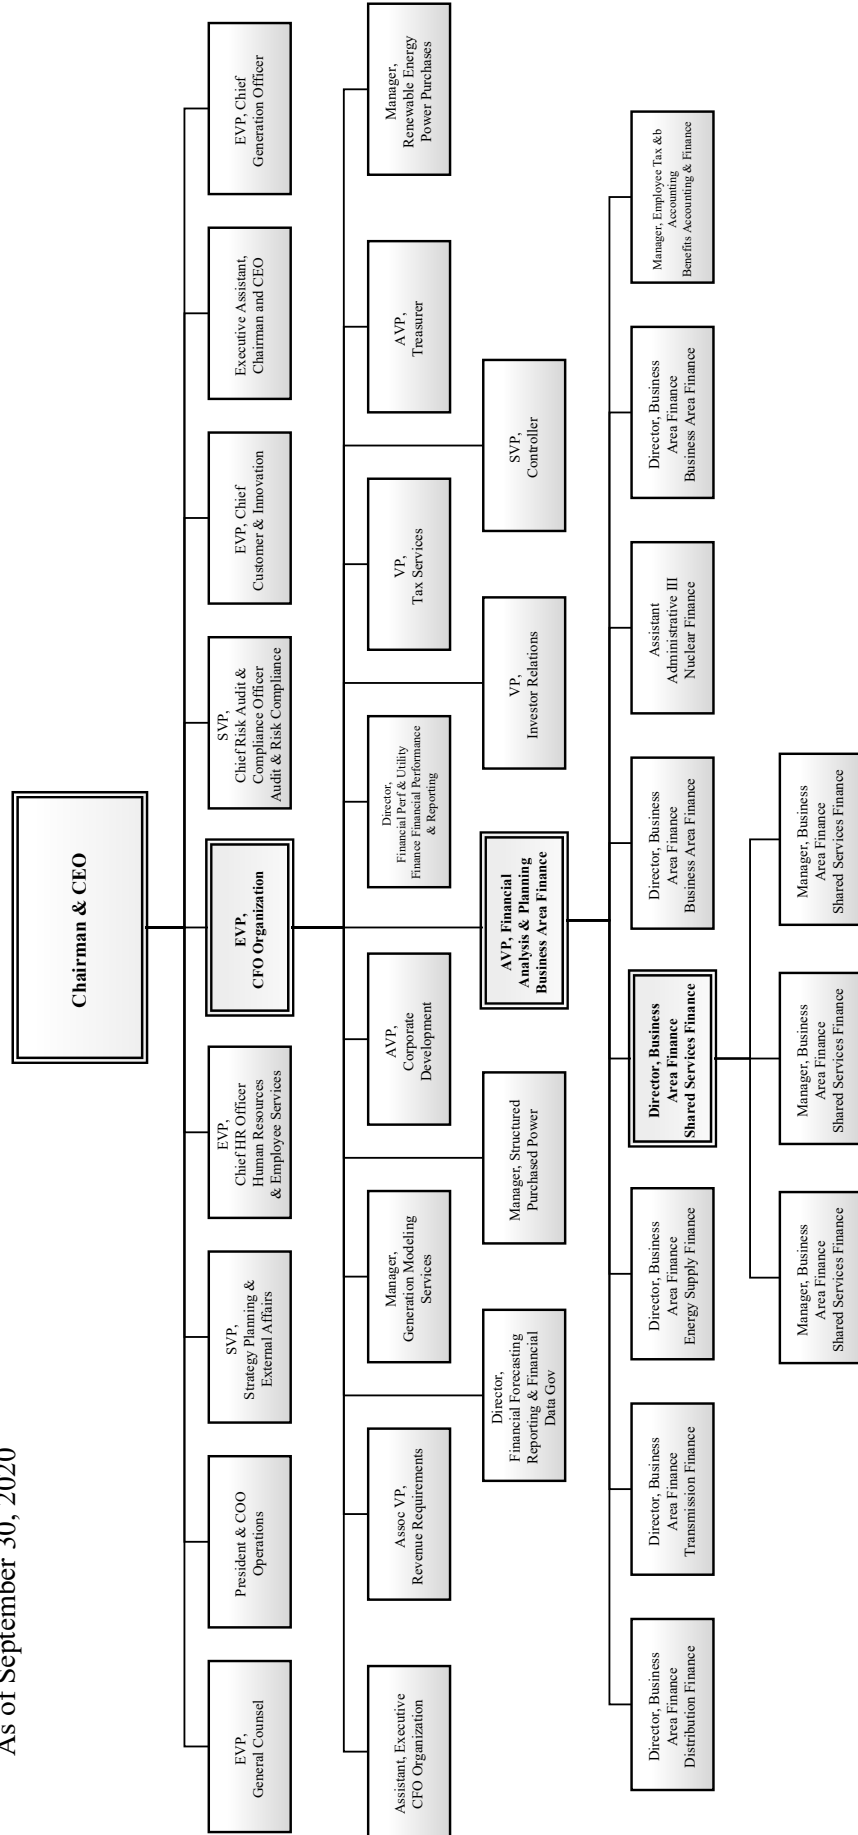 As of September 30, 2020
Chairman & CEO
EVP,
General Counsel
President & COO
Operations
SVP,
Strategy Planning &
External Affairs
EVP,
Chief HR Officer
Human Resources
& Employee Services
EVP,
CFO Organization
SVP,
Chief Risk Audit &
Compliance Officer
Audit & Risk Compliance
EVP, Chief
Customer & Innovation
Executive Assistant,
Chairman and CEO
EVP, Chief
Generation Officer
Assistant, Executive
CFO Organization
Assoc VP,
Revenue Requirements
Manager,
Generation Modeling
Services
AVP,
Corporate
Development
Director,
Financial Perf & Utility
Finance Financial Performance
& Reporting
VP,
Tax Services
AVP,
Treasurer
Manager,
Renewable Energy
Power Purchases
Director,
Financial Forecasting
Reporting & Financial
Data Gov
Manager, Structured
Purchased Power
AVP, Financial
Analysis & Planning
Business Area Finance
VP,
Investor Relations
SVP,
Controller
Director, Business
Area Finance
Distribution Finance
Director, Business
Area Finance
Transmission Finance
Director, Business
Area Finance
Energy Supply Finance
Director, Business
Area Finance
Shared Services Finance
Director, Business
Area Finance
Business Area Finance
Assistant
Administrative III
Nuclear Finance
Director, Business
Area Finance
Business Area Finance
Manager, Employee Tax &b
Accounting
Benefits Accounting & Finance
Manager, Business
Area Finance
Shared Services Finance
Manager, Business
Area Finance
Shared Services Finance
Manager, Business
Area Finance
Shared Services Finance